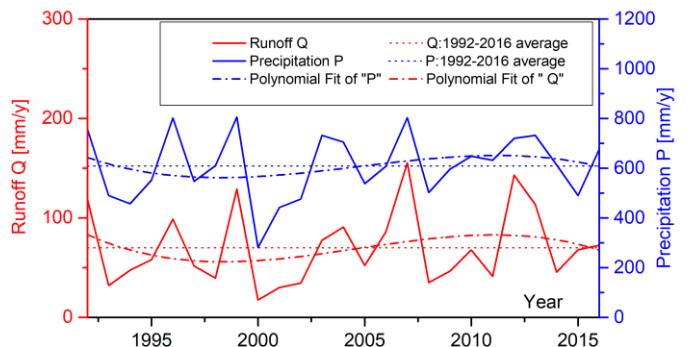 300
200
100
0
Runoff Q [mm/y]
Runoff Q
Q:1992-2016 average
Precipitation P
P:1992-2016 average
Polynomial Fit of "P"
Polynomial Fit of " Q"
1200
1000
800
600
400
200
0
Precipitation P [mm/y]
Year
1995
2000
2005
2010
2015